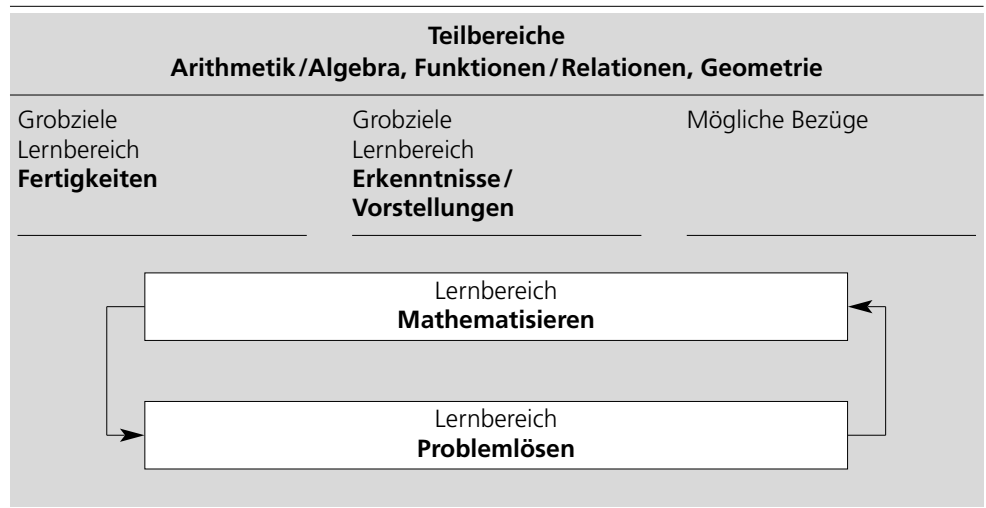 Teilbereiche
Arithmetik/Algebra, Funktionen/Relationen, Geometrie
Grobziele
Lernbereich
Fertigkeiten
Grobziele
Lernbereich
Erkenntnisse/
Vorstellungen
Mögliche Bezüge
Lernbereich
Mathematisieren
Lernbereich
Problemlösen